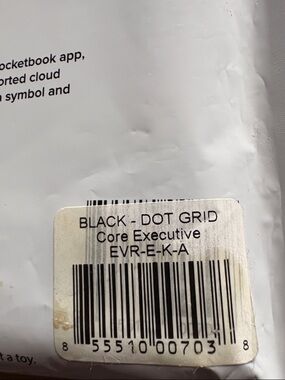 ocketbook app,
orted cloud
symbol and
BLACK - DOT GRID
Core Executive
EVR-E-K-A
8 55510 00703 8
t a toy.